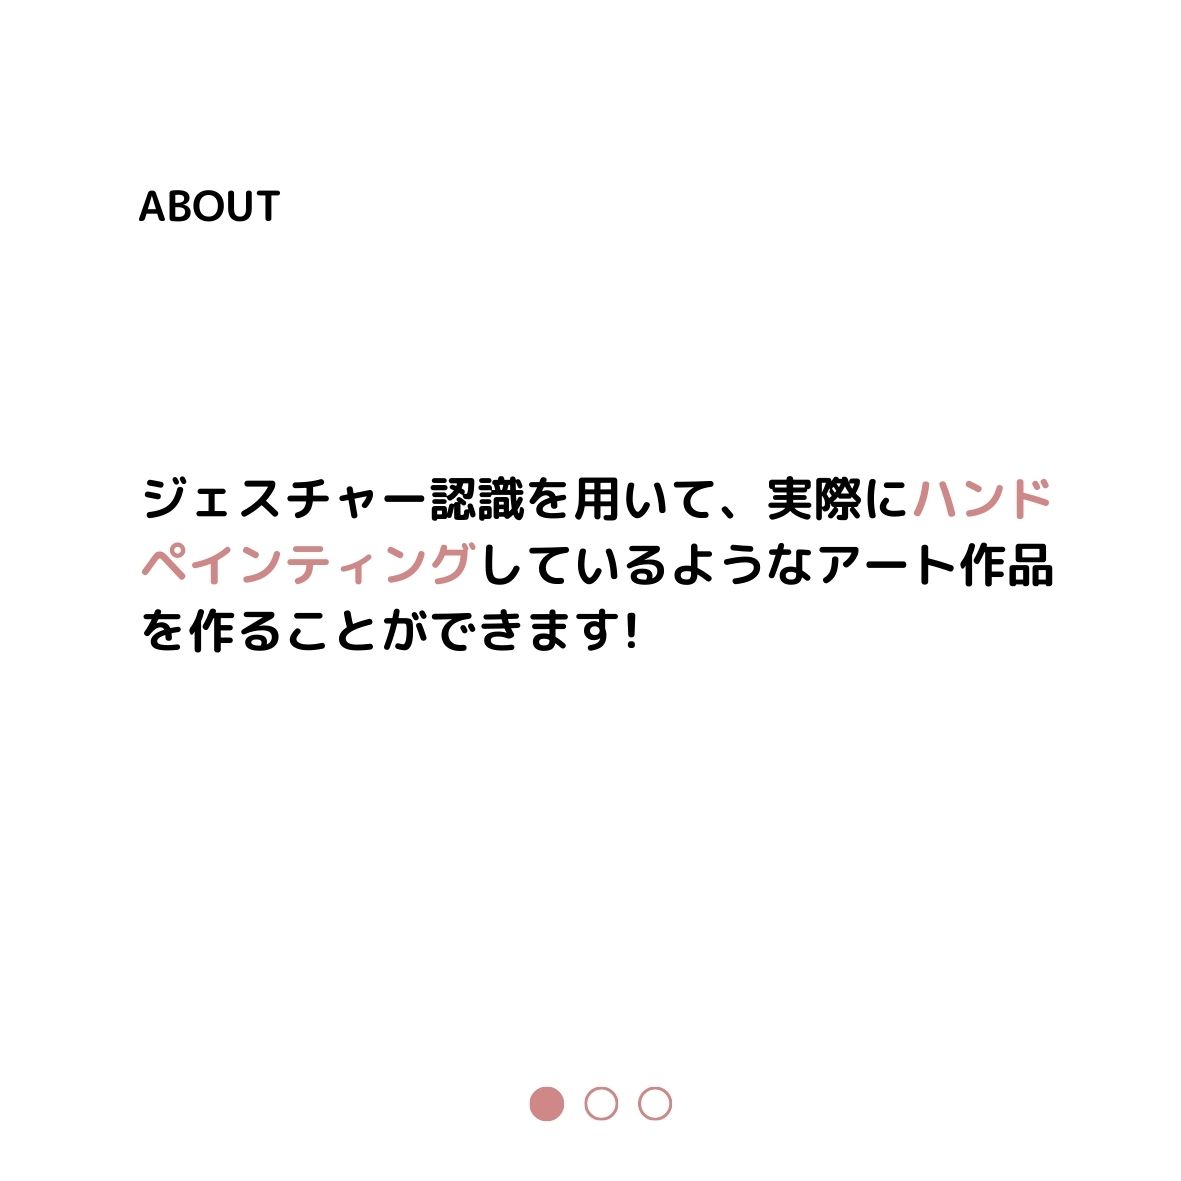 ABOUT
ジェスチャー認識を用いて、実際にハンド
ペインティングしているようなアート作品
を作ることができます!